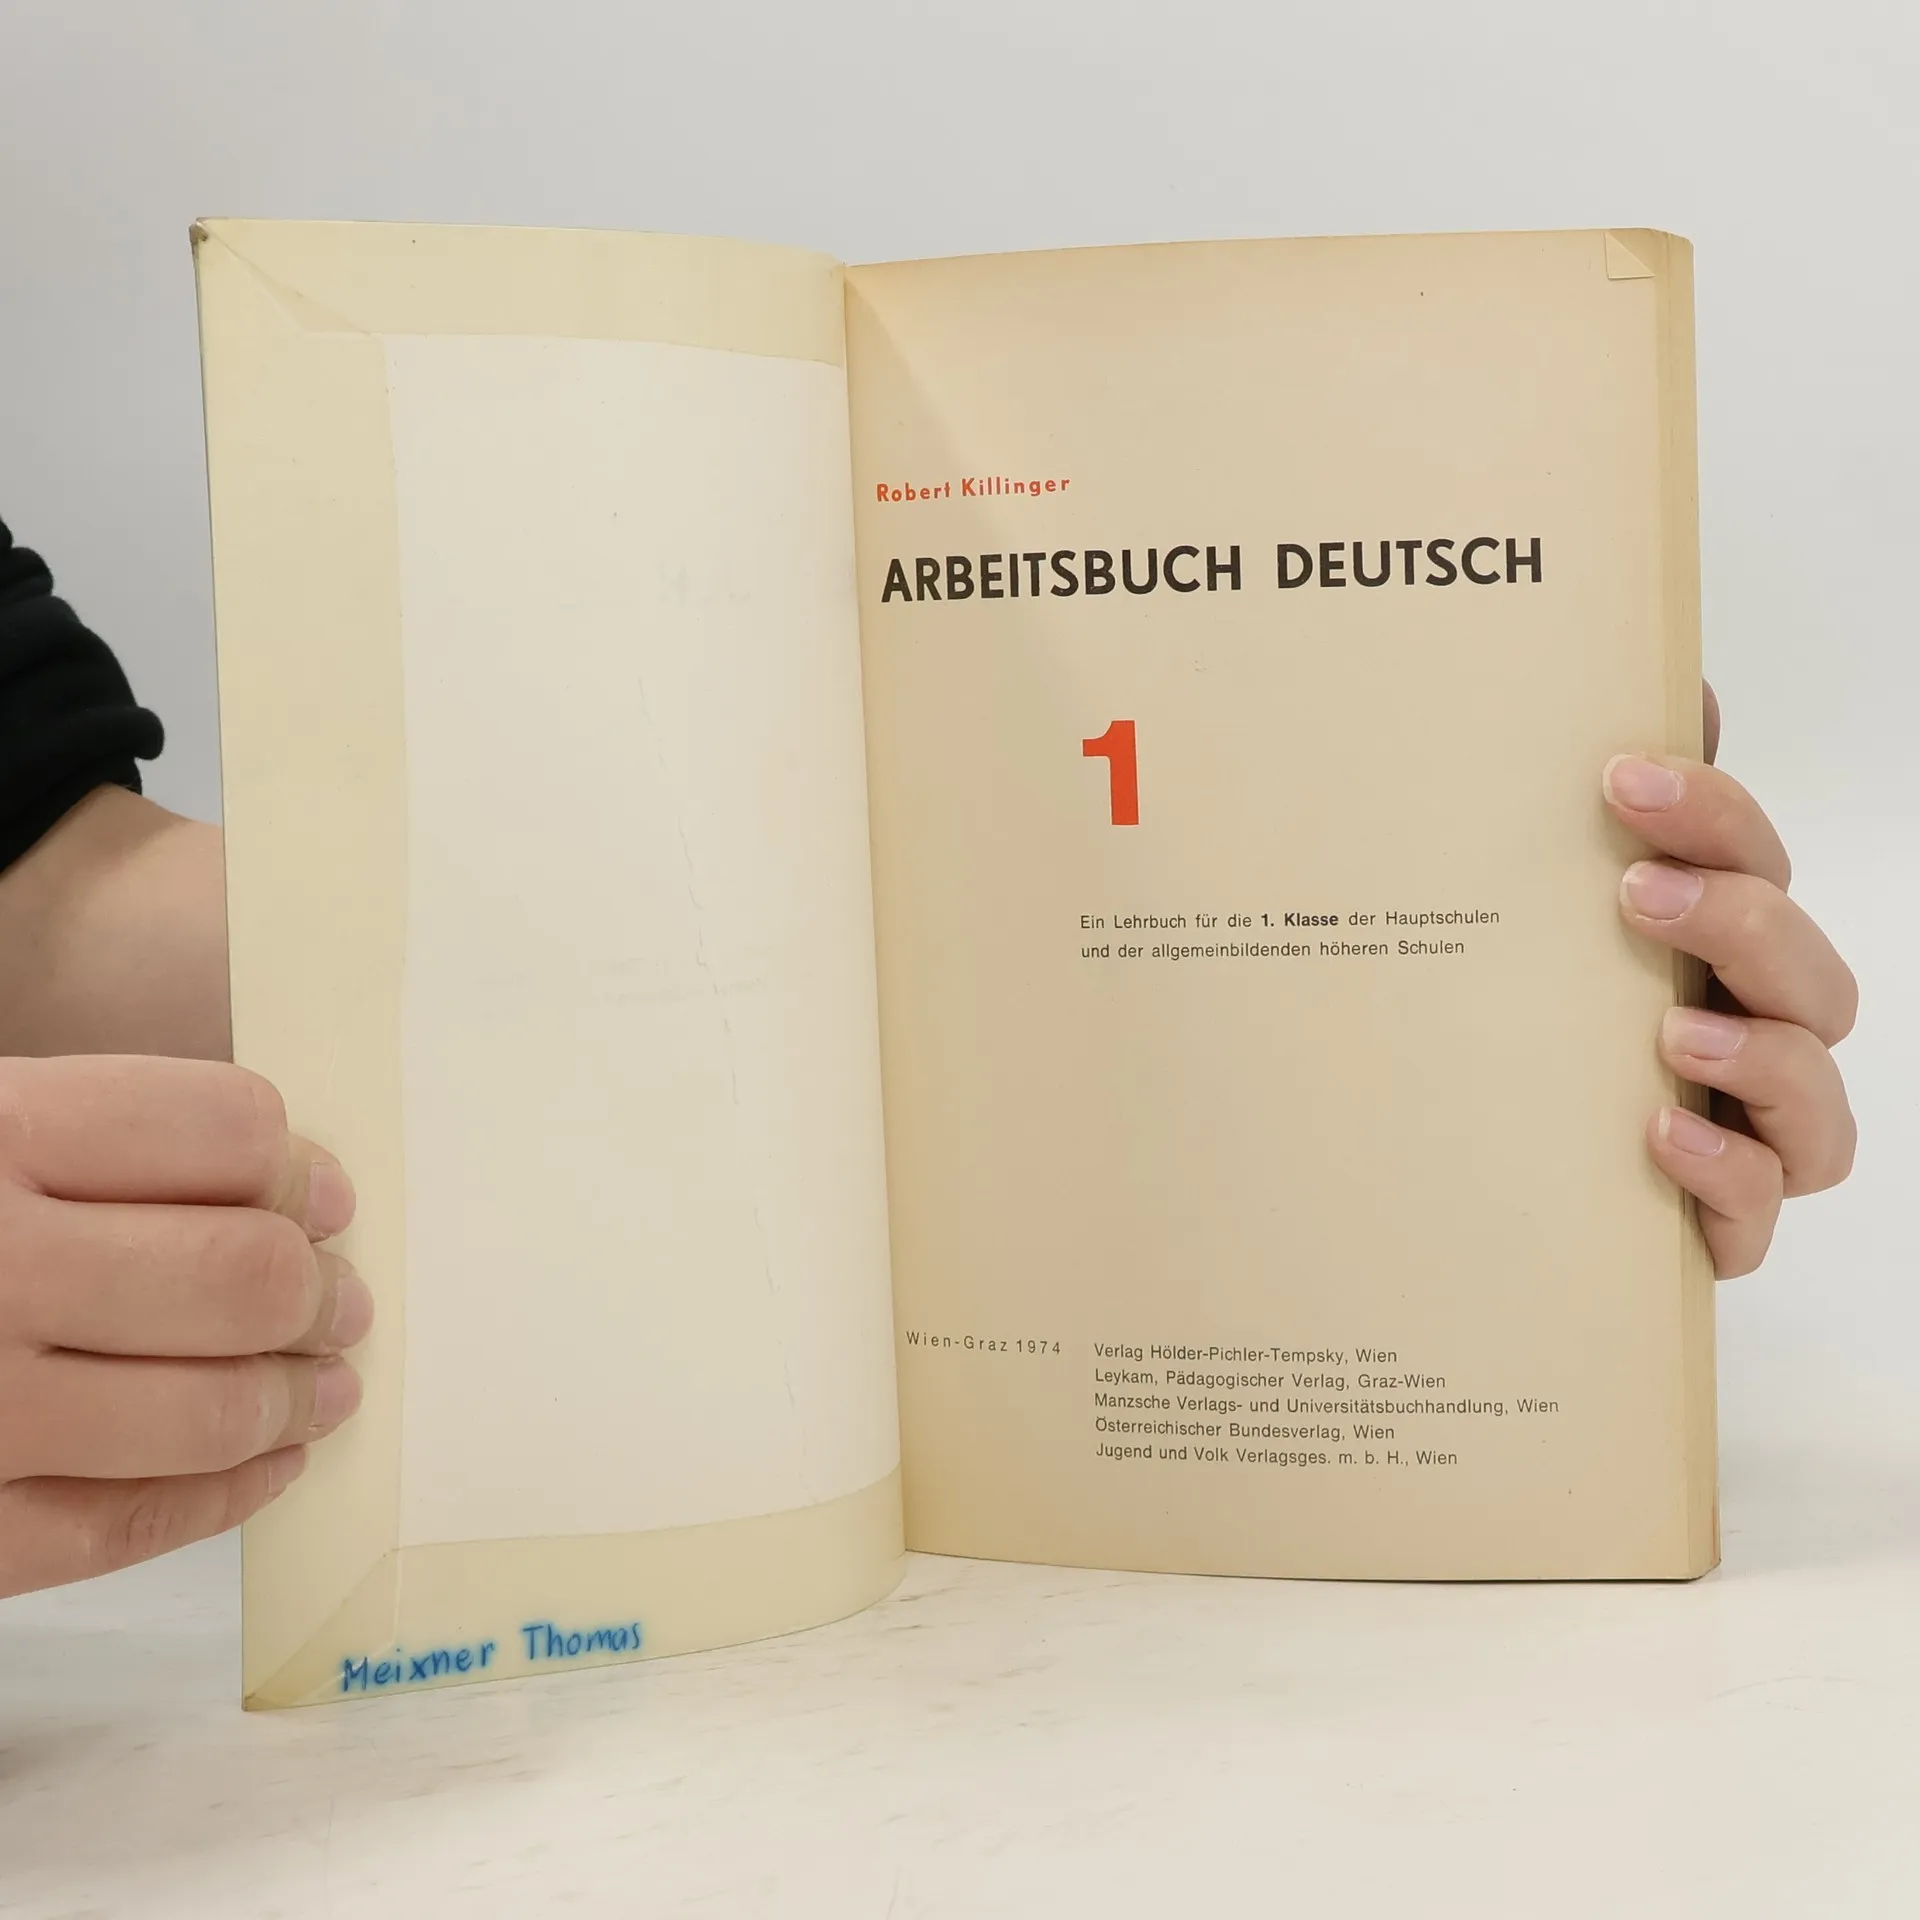 Meixner Thomas
Robert Killinger
ARBEITSBUCH DEUTSCH
1
Ein Lehrbuch für die 1. Klasse der Hauptschulen
und der allgemeinbildenden höheren Schulen
Wien-Graz 1974
Verlag Hölder-Pichler-Tempsky, Wien
Leykam, Pädagogischer Verlag, Graz-Wien
Manzsche Verlags- und Universitätsbuchhandlung, Wien
Österreichischer Bundesverlag, Wien
Jugend und Volk Verlagsges. m. b. H., Wien